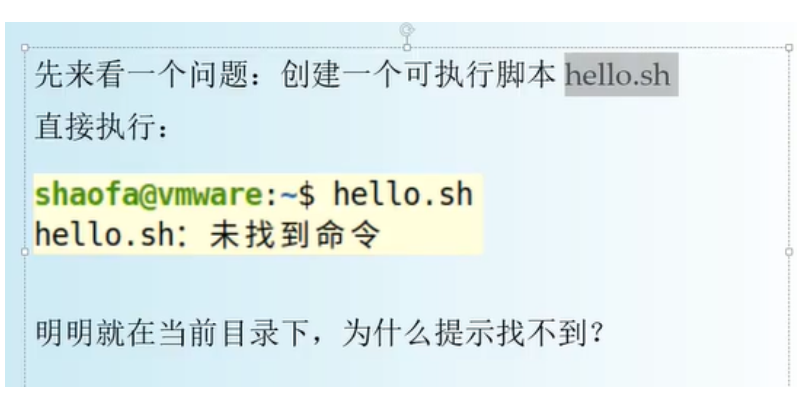 先来看一个问题：创建一个可执行脚本 hello.sh
直接执行：
shaofa@vmware:~$ hello.sh
hello.sh：未找到命令
明明就在当前目录下，为什么提示找不到？